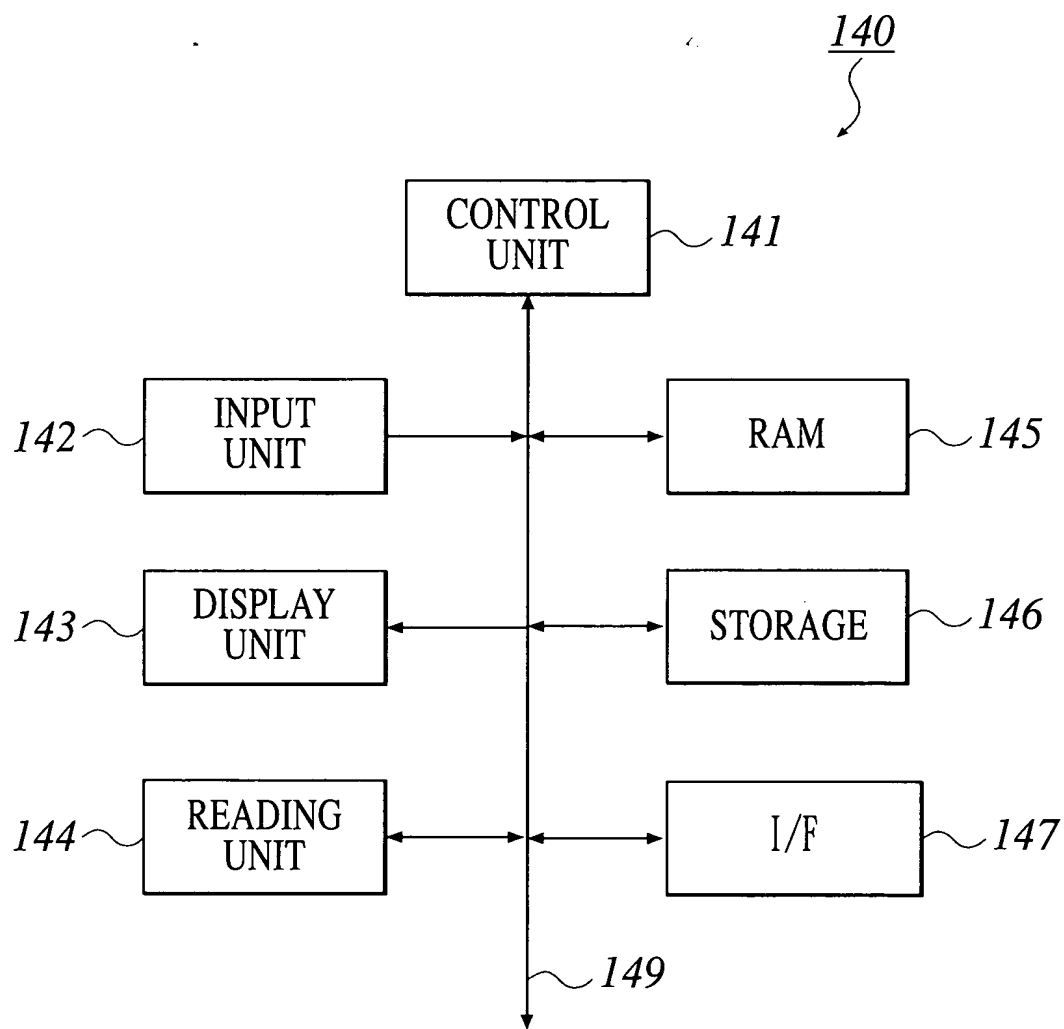 140
CONTROL
UNIT
141
INPUT
UNIT
142
RAM
145
DISPLAY
UNIT
143
STORAGE
146
READING
UNIT
144
I/F
147
149